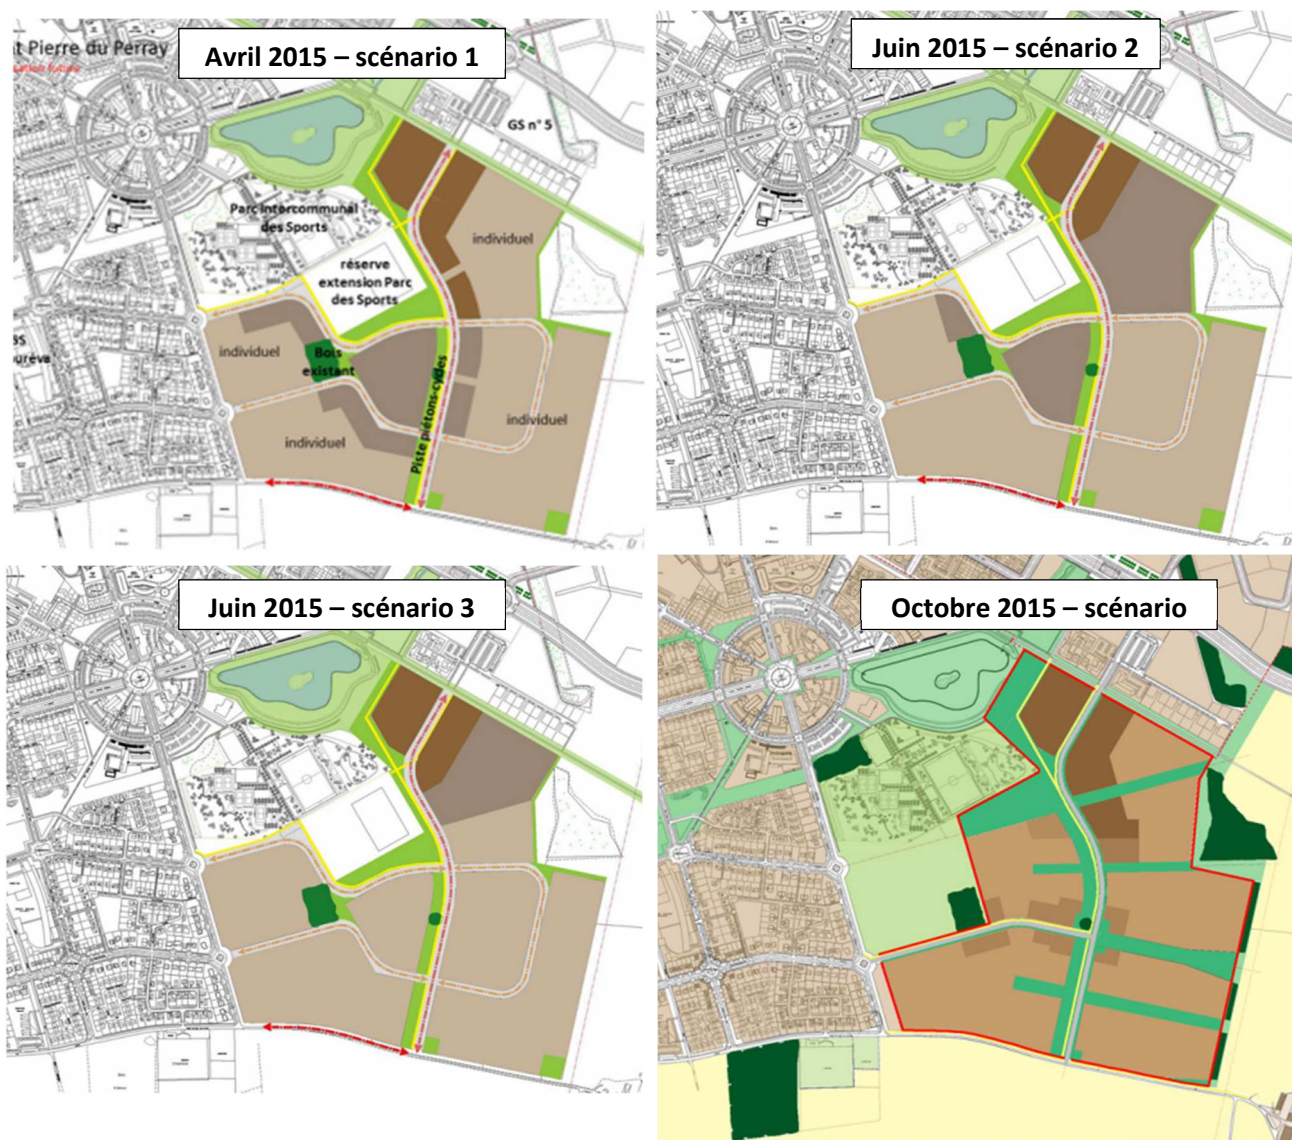 t Pierre du Perray
Avril 2015 – scénario 1
GS n° 5
Parc Intercommunal
des Sports
individuel
réserve
extension Parc
des Sports
individuel
Bois
existant
individuel
individuel
Piste piétons-cycles
Juin 2015 – scénario 2
Juin 2015 – scénario 3
Octobre 2015 – scénario